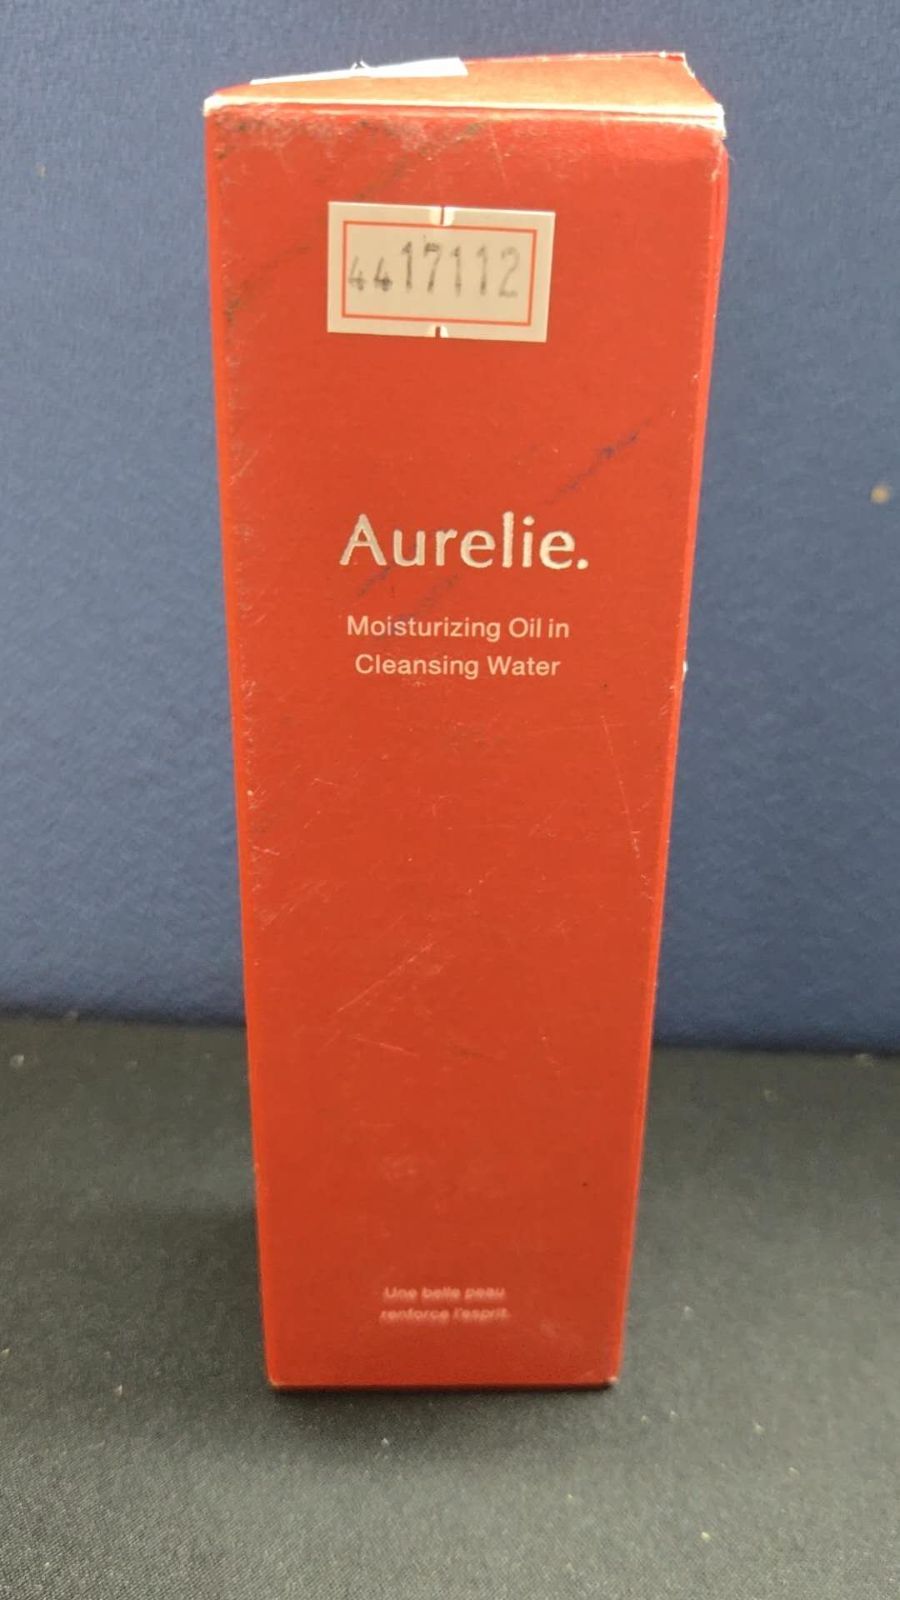 4417112
Aurelie.
Moisturizing Oil in
Cleansing Water
Une belle peau
renforce l'esprit.